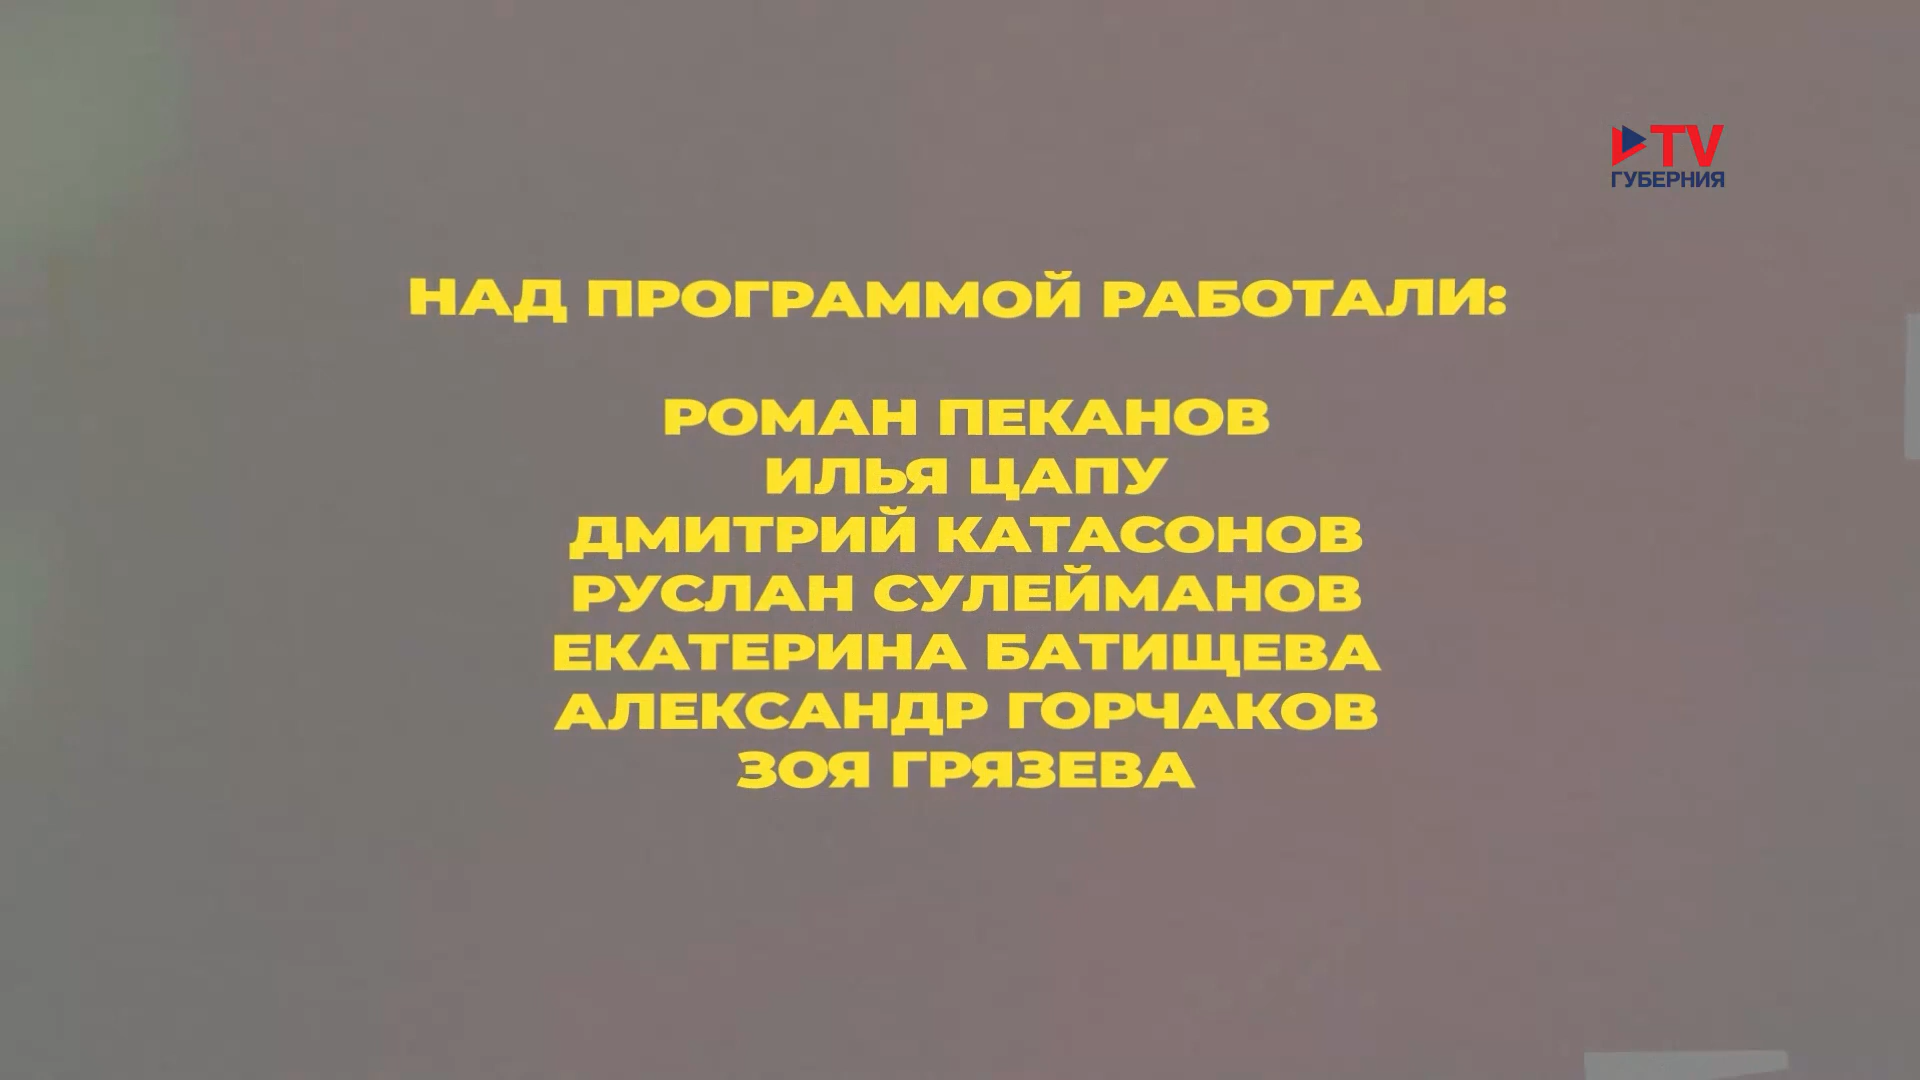 TV
ГУБЕРНИЯ
НАД ПРОГРАММОЙ РАБОТАЛИ:
РОМАН ПЕКАНОВ
ИЛЬЯ ЦАПУ
ДМИТРИЙ КАТАСОНОВ
РУСЛАН СУЛЕЙМАНОВ
ЕКАТЕРИНА БАТИЩЕВА
АЛЕКСАНДР ГОРЧАКОВ
ЗОЯ ГРЯЗЕВА